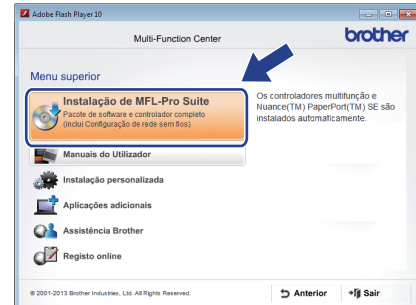 Adobe Flash Player 10
Multi-Function Center
brother
Menu superior
Instalação de MFL-Pro Suite
Pacote de software e controlador completo
(inclui Configuração de rede sem fios)
Os controladores multifunção e
Nuance(TM) PaperPort(TM) SE são
instalados automaticamente.
Manuais do Utilizador
Instalação personalizada
Aplicações adicionais
Assistência Brother
Registo online
© 2001-2013 Brother Industries, Ltd. All Rights Reserved.
Anterior
Sair